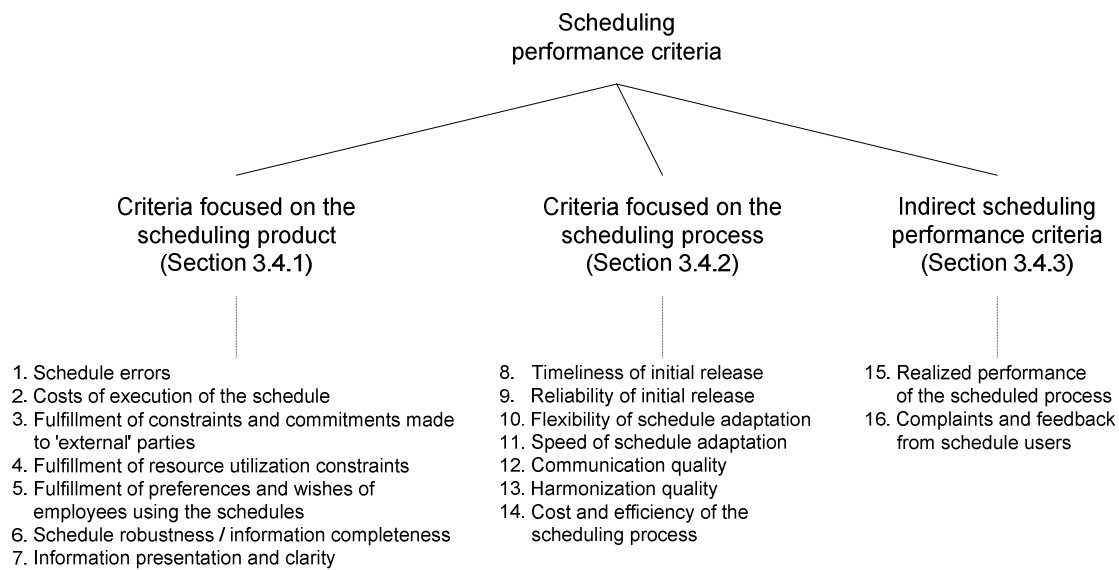 Scheduling
performance criteria
Criteria focused on the
scheduling product
(Section 3.4.1)
1. Schedule errors
2. Costs of execution of the schedule
3. Fulfillment of constraints and commitments made
to 'external' parties
4. Fulfillment of resource utilization constraints
5. Fulfillment of preferences and wishes of
employees using the schedules
6. Schedule robustness / information completeness
7. Information presentation and clarity
Criteria focused on the
scheduling process
(Section 3.4.2)
8. Timeliness of initial release
9. Reliability of initial release
10. Flexibility of schedule adaptation
11. Speed of schedule adaptation
12. Communication quality
13. Harmonization quality
14. Cost and efficiency of the
scheduling process
Indirect scheduling
performance criteria
(Section 3.4.3)
15. Realized performance
of the scheduled process
16. Complaints and feedback
from schedule users